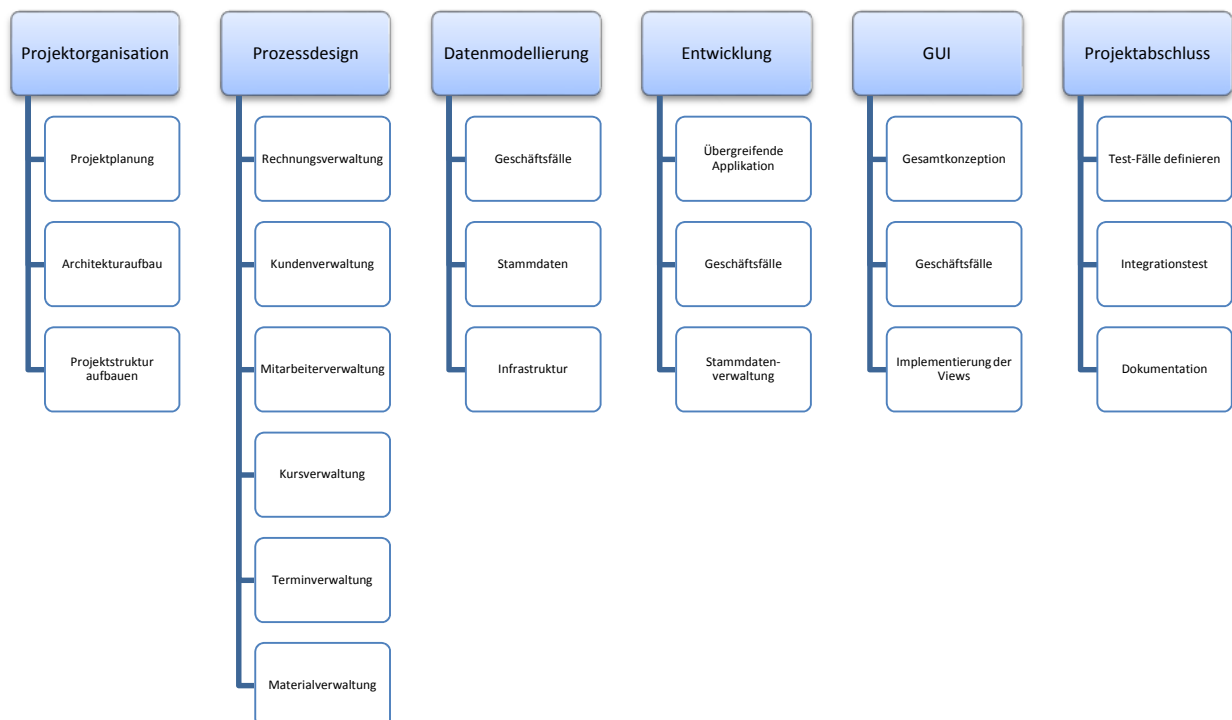 Projektorganisation
Projektplanung
Architekturaufbau
Projektstruktur
aufbauen
Prozessdesign
Rechnungsverwaltung
Kundenverwaltung
Mitarbeiterverwaltung
Kursverwaltung
Terminverwaltung
Materialverwaltung
Datenmodellierung
Geschäftsfälle
Stammdaten
Infrastruktur
Entwicklung
Übergreifende
Applikation
Geschäftsfälle
Stammdaten-
verwaltung
GUI
Gesamtkonzeption
Geschäftsfälle
Implementierung der
Views
Projektabschluss
Test-Fälle definieren
Integrationstest
Dokumentation